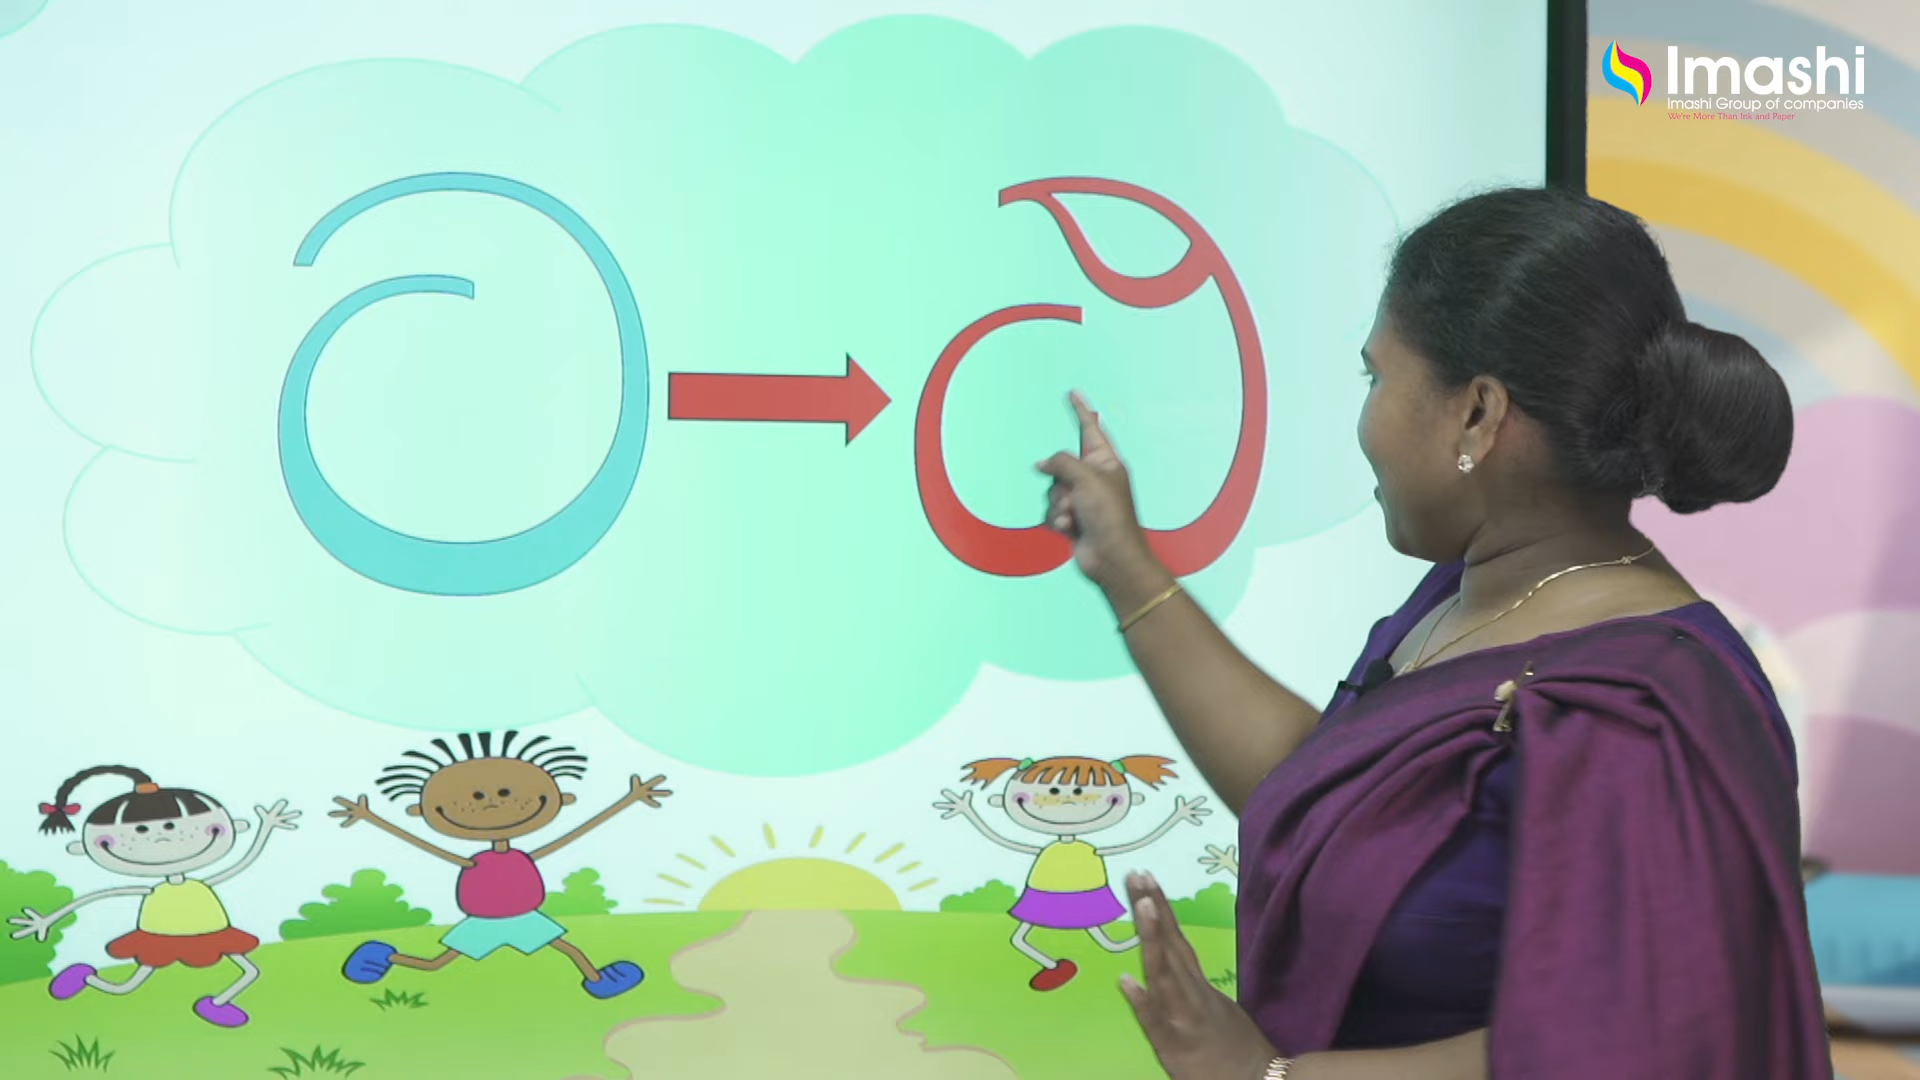 ට ඨ
Imashi
Imashi Group of companies
We're More Than Ink and Paper